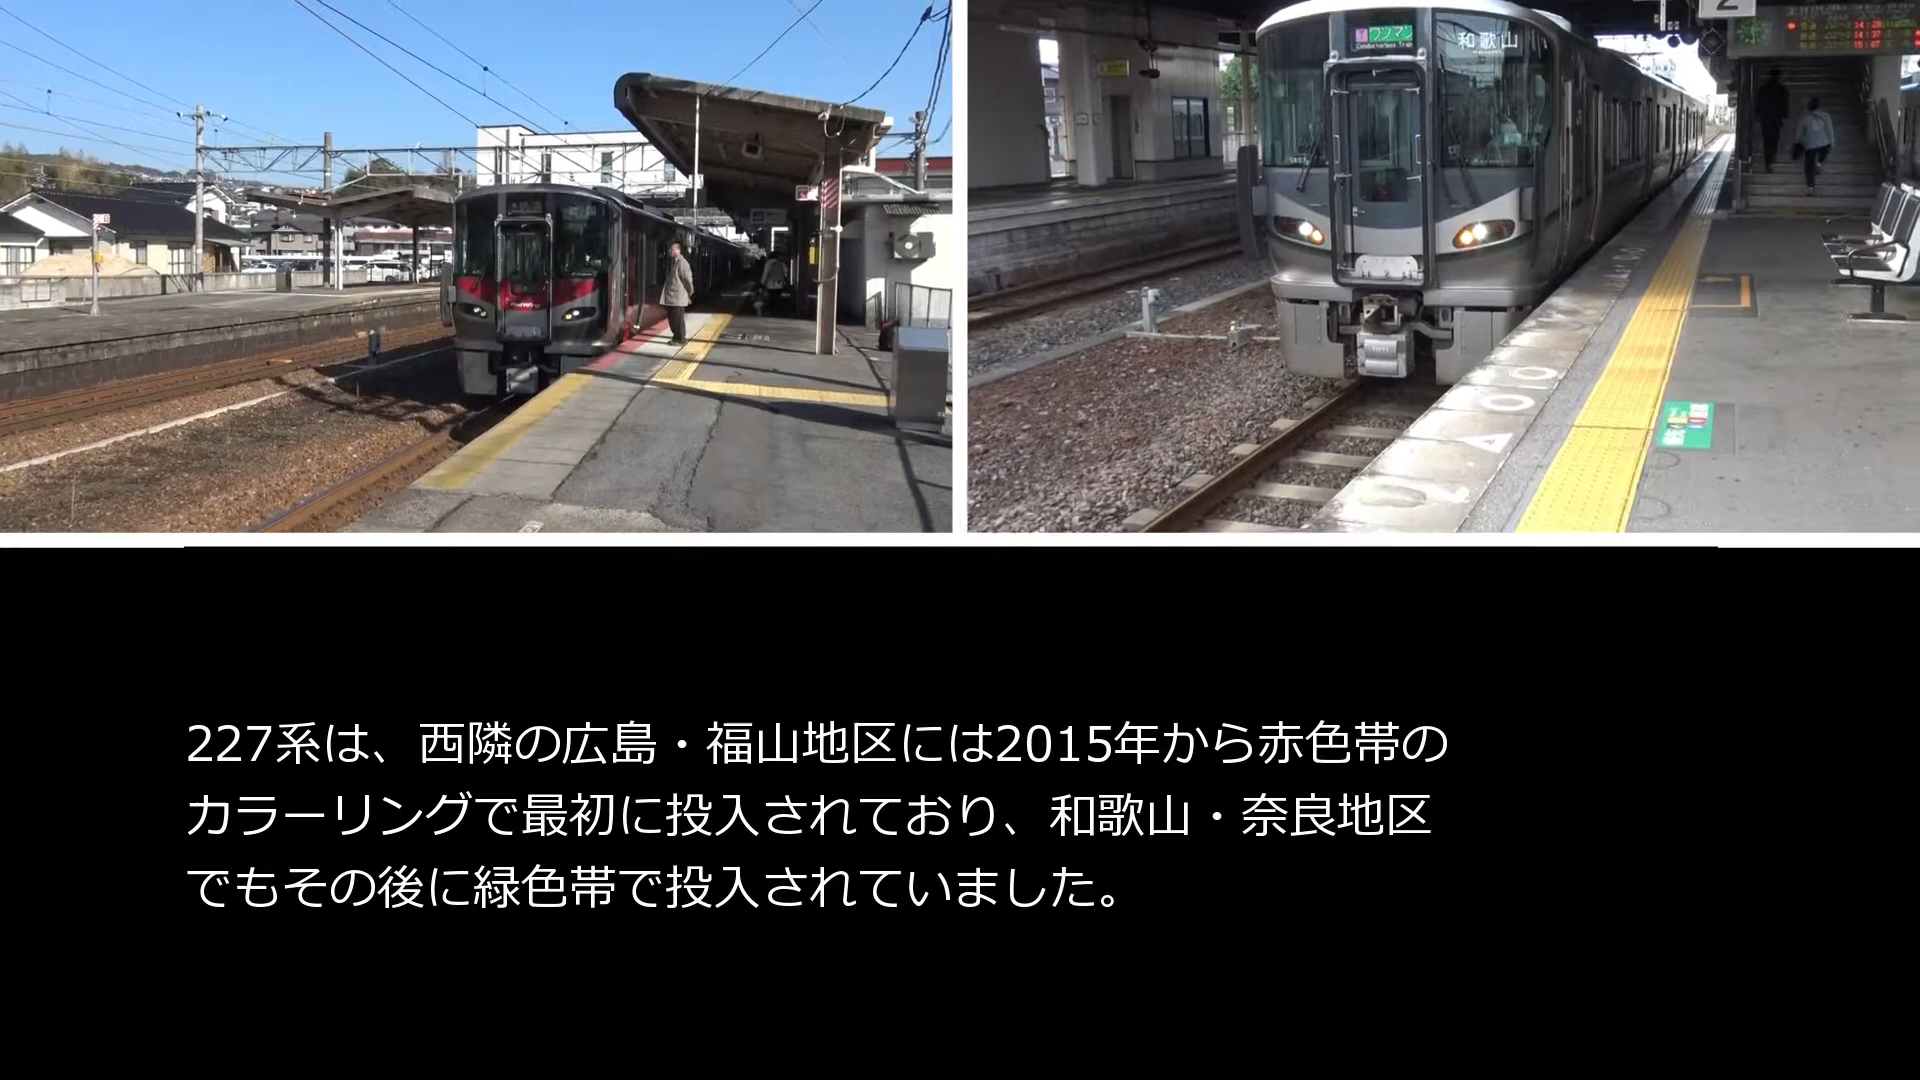 ワンマン
和歌山
2
227系は、西隣の広島・福山地区には2015年から赤色帯の
カラーリングで最初に投入されており、和歌山・奈良地区
でもその後に緑色帯で投入されていました。